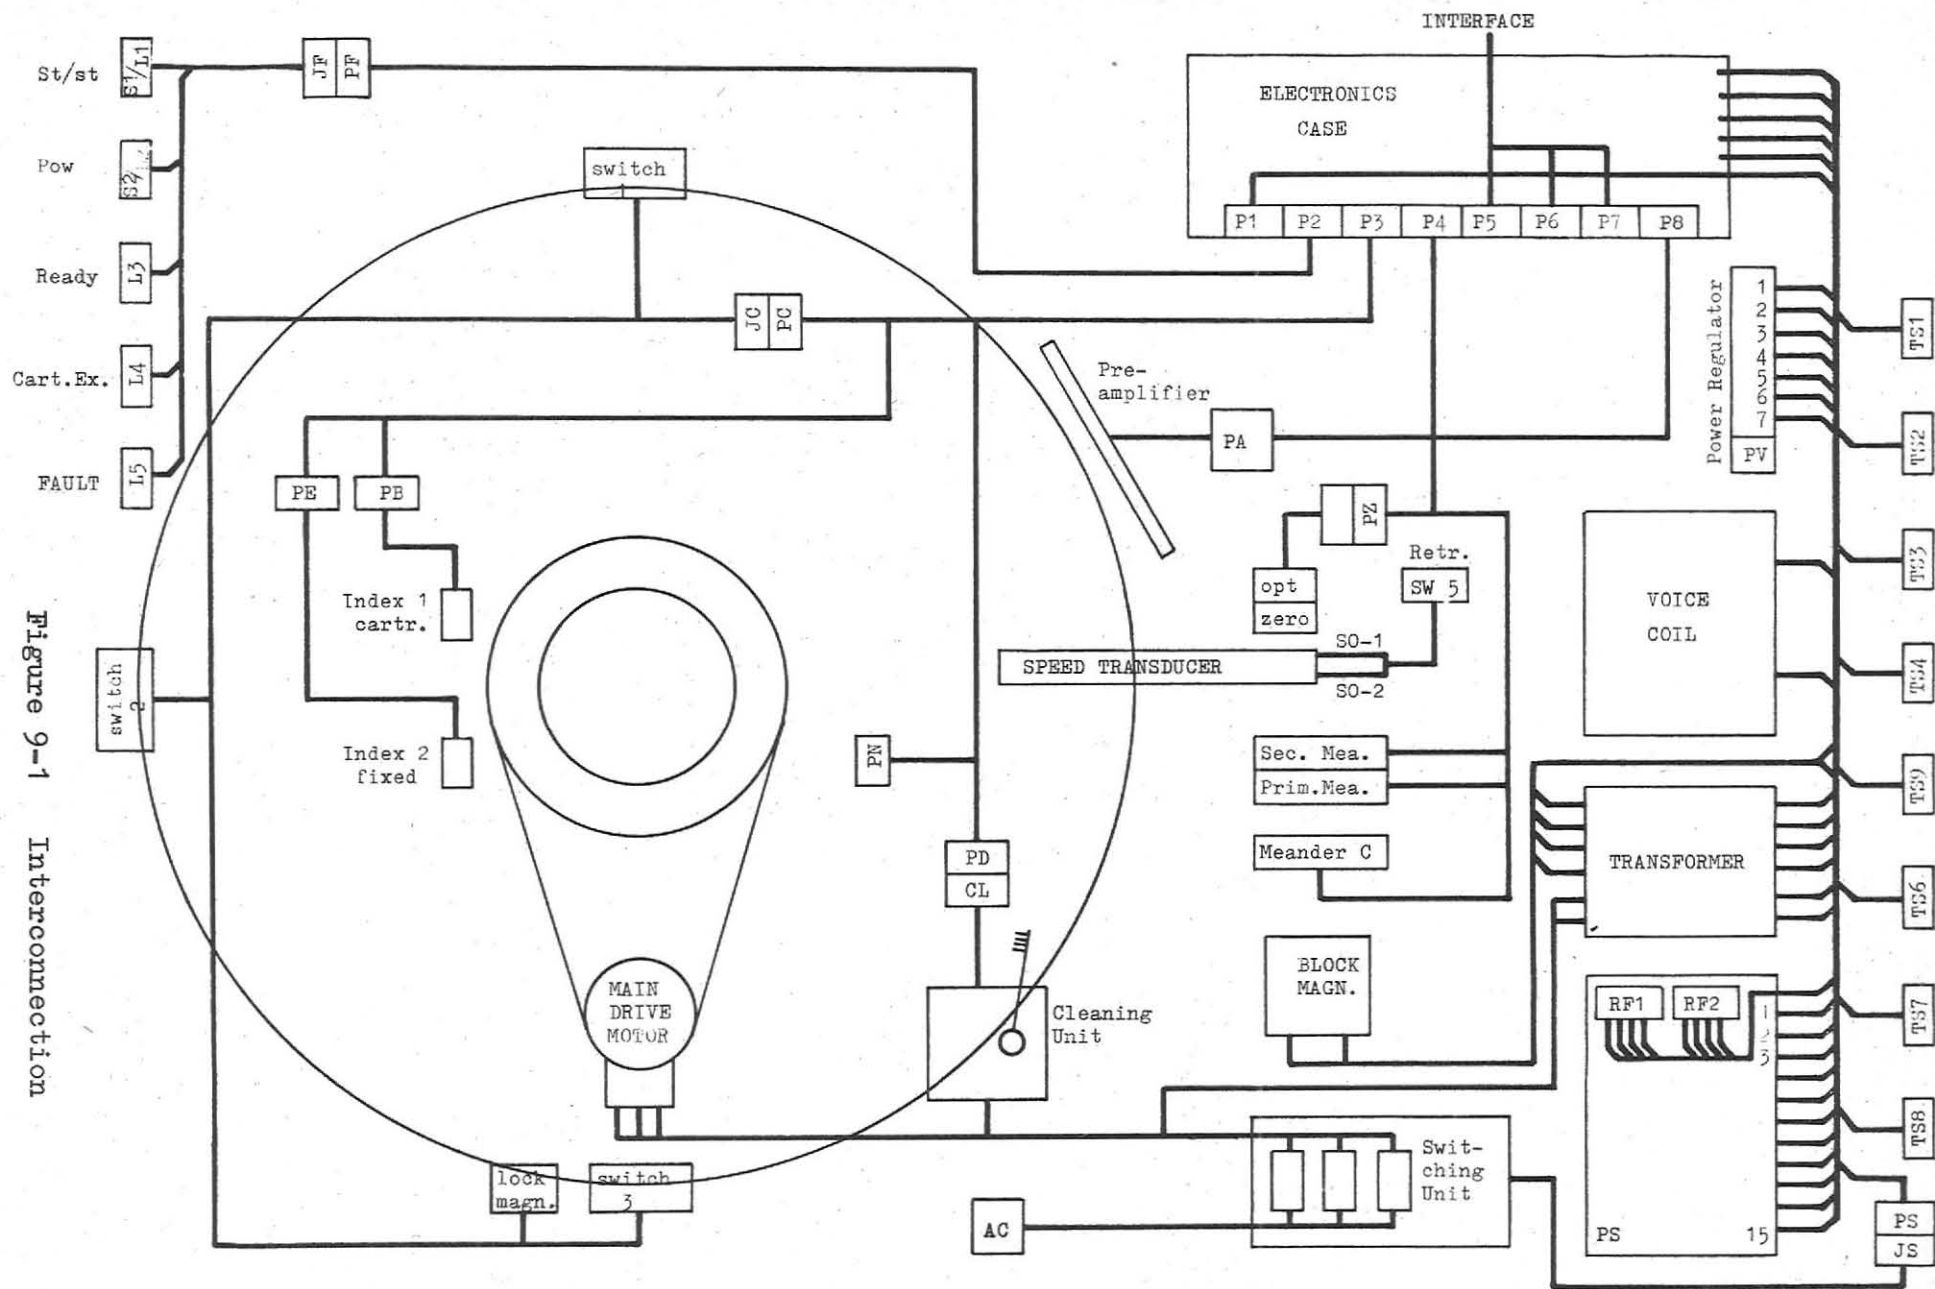 INTERFACE
St/st
S1/L1
JF
PF
ELECTRONICS
CASE
Pow
S2/
switch
1
P1
P2
P3
P4
P5
P6
P7
P8
Ready
L3
JC
PC
Power Regulator
1
2
3
4
5
6
7
PV
TS1
Cart.Ex.
L4
Pre-
amplifier
PA
TS2
FAULT
L5
PE
PB
PZ
Retr.
SW 5
opt
zero
TS3
Index 1
cartr.
VOICE
COIL
SO-1
SPEED TRANSDUCER
SO-2
TS4
switch
2
Index 2
fixed
PN
Sec. Mea.
Prim.Mea.
TS9
PD
CL
Meander C
TRANSFORMER
TS6
BLOCK
MAGN.
MAIN
DRIVE
MOTOR
Cleaning
Unit
RF1
RF2
1
2
3
TS7
TS8
lock
magn.
switch
3
Swit-
ching
Unit
AC
PS
15
PS
JS
Figure 9-1 Interconnection